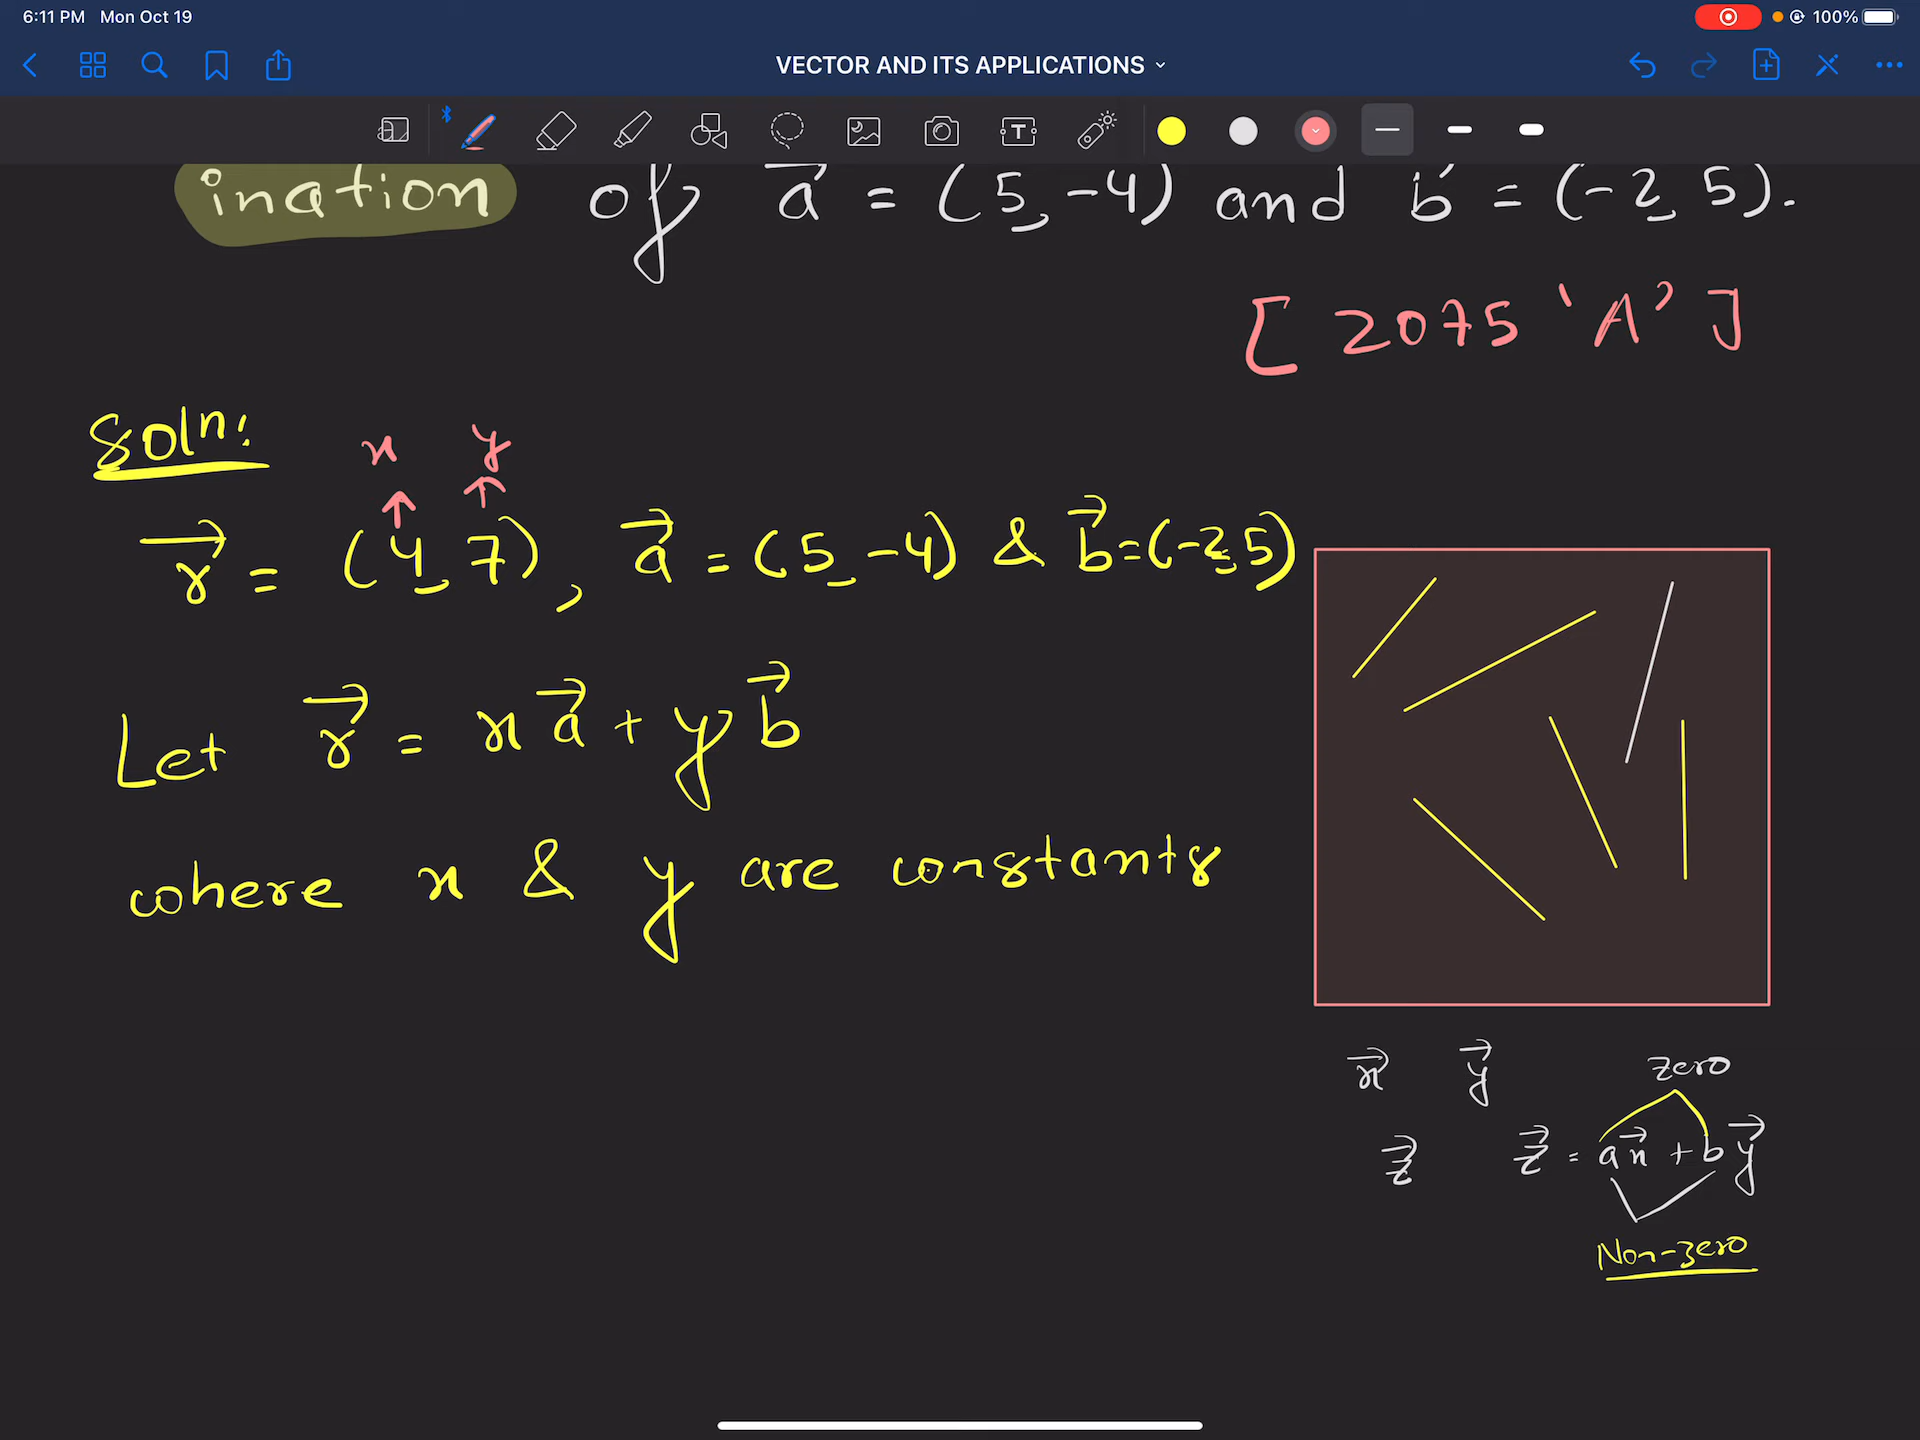 6:11 PM Mon Oct 19
100%
VECTOR AND ITS APPLICATIONS
T
ination of a⃗ = (5, -4) and b⃗ = (-2, 5).
[ 2075 'A' ]
Soln:
x y
r⃗ = (4, 7), a⃗ = (5, -4) & b⃗ = (-2, 5)
Let r⃗ = x a⃗ + y b⃗
where x & y are constants
x⃗ y⃗
zero
z⃗ z⃗ = a x⃗ + b y⃗
Non-zero